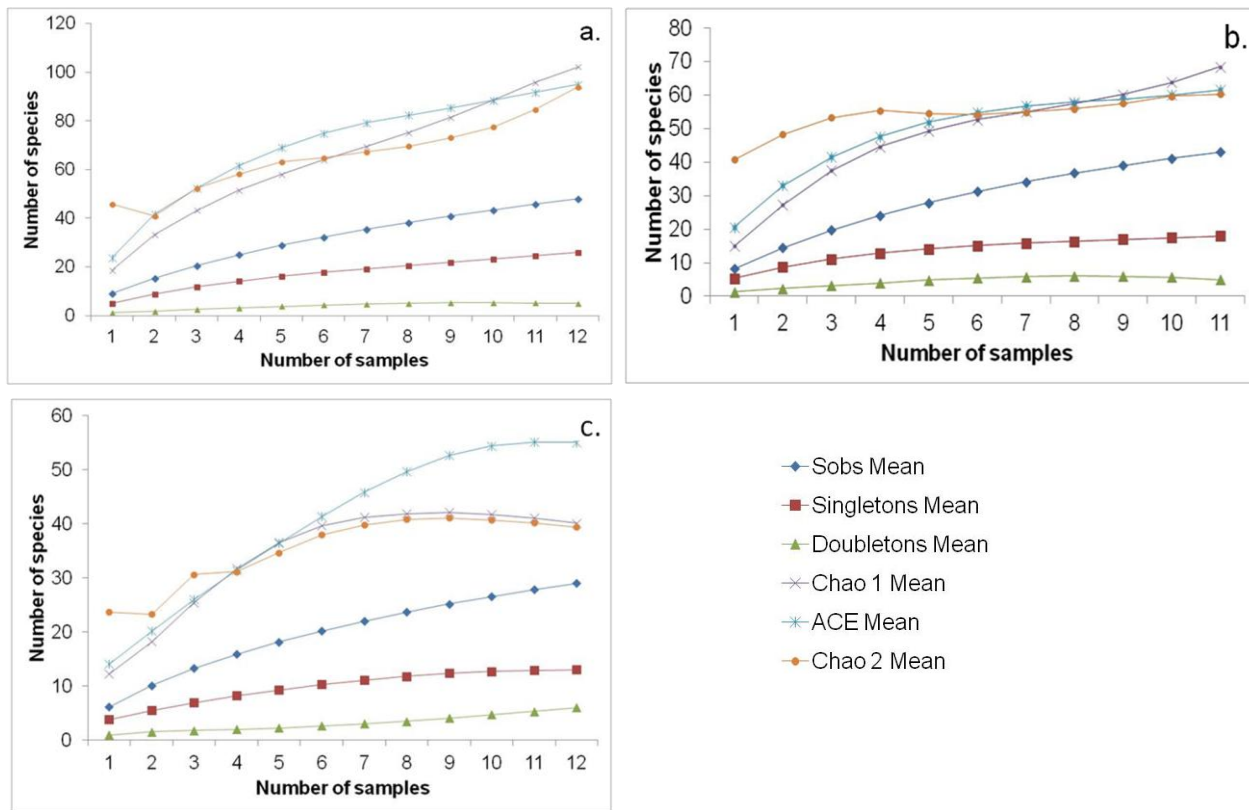 a.
Number of species
120
100
80
60
40
20
0
1 2 3 4 5 6 7 8 9 10 11 12
Number of samples
b.
Number of species
80
70
60
50
40
30
20
10
0
1 2 3 4 5 6 7 8 9 10 11
Number of samples
c.
Number of species
60
50
40
30
20
10
0
1 2 3 4 5 6 7 8 9 10 11 12
Number of samples
Sobs Mean
Singletons Mean
Doubletons Mean
Chao 1 Mean
ACE Mean
Chao 2 Mean